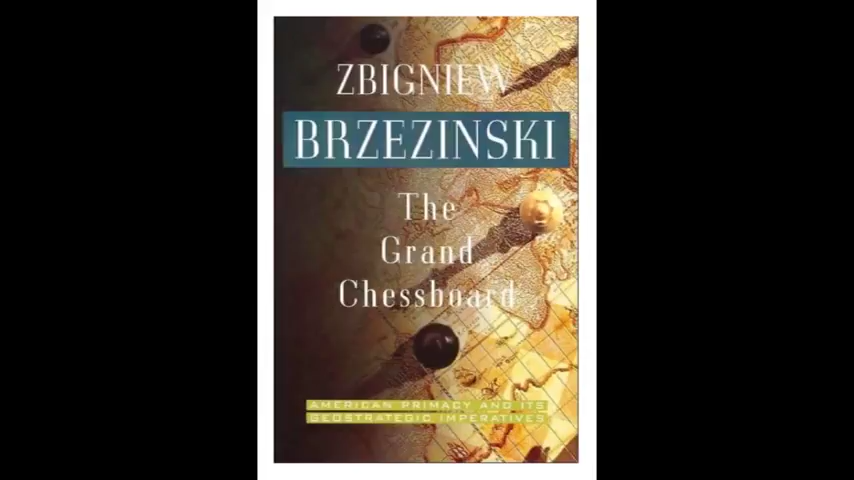 ZBIGNIEW
BRZEZINSKI
The
Grand
Chessboard
AMERICAN PRIMACY AND ITS
GEOSTRATEGIC IMPERATIVES